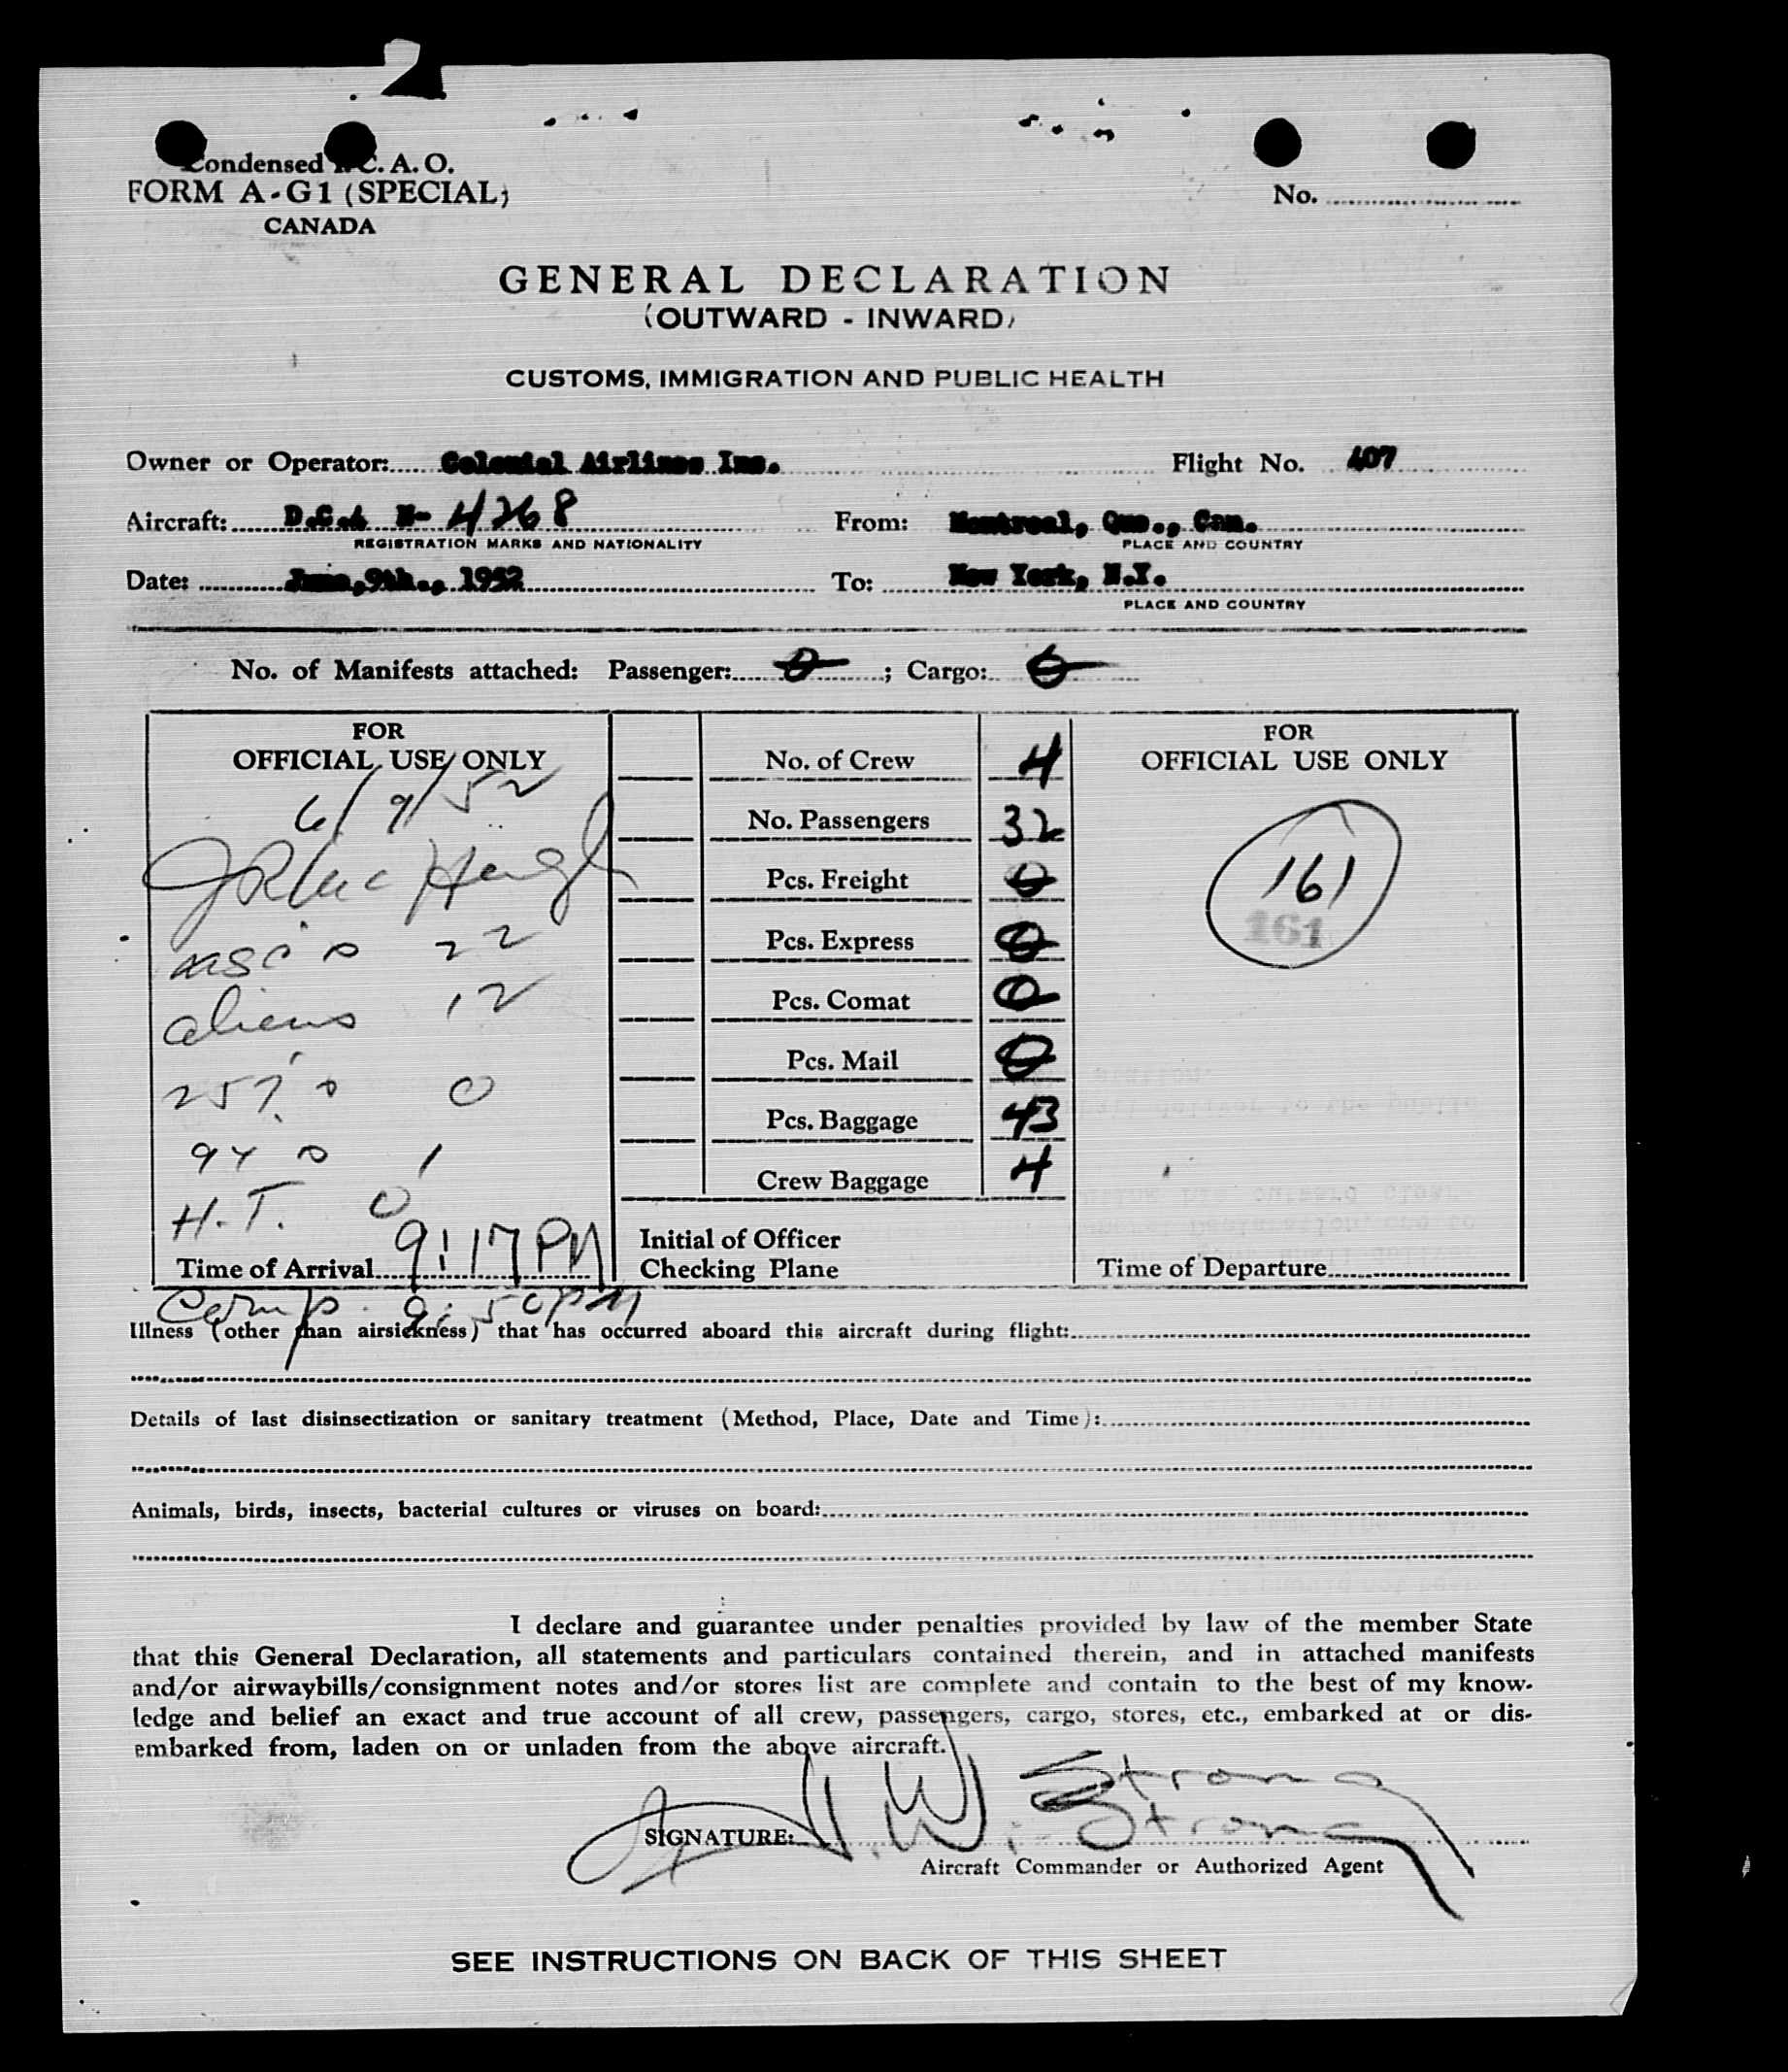 Condensed C. A. O.
FORM A-G1 (SPECIAL)
CANADA
No.
GENERAL DECLARATION
(OUTWARD - INWARD)
CUSTOMS, IMMIGRATION AND PUBLIC HEALTH
Owner or Operator: Colonial Airlines Inc. Flight No. 407
Aircraft: D.C.4 N- 4268 From: Montreal, Que., Can.
REGISTRATION MARKS AND NATIONALITY PLACE AND COUNTRY
Date: June,9th., 1952 To: New York, N.Y.
PLACE AND COUNTRY
No. of Manifests attached: Passenger: 0 ; Cargo: 0
FOR
OFFICIAL USE ONLY
6/9/52
22
aliens 12
0
1
H.T. 0
Time of Arrival 9:17 PM
Comp. 9:50PM
No. of Crew 4
No. Passengers 32
Pcs. Freight 0
Pcs. Express 0
Pcs. Comat 0
Pcs. Mail 0
Pcs. Baggage 43
Crew Baggage 4
Initial of Officer
Checking Plane
FOR
OFFICIAL USE ONLY
161
161
Time of Departure
Illness (other than airsickness) that has occurred aboard this aircraft during flight:
Details of last disinsectization or sanitary treatment (Method, Place, Date and Time):
Animals, birds, insects, bacterial cultures or viruses on board:
I declare and guarantee under penalties provided by law of the member State
that this General Declaration, all statements and particulars contained therein, and in attached manifests
and/or airwaybills/consignment notes and/or stores list are complete and contain to the best of my know-
ledge and belief an exact and true account of all crew, passengers, cargo, stores, etc., embarked at or dis-
embarked from, laden on or unladen from the above aircraft.
W. Strong
SIGNATURE: W. Strong
Aircraft Commander or Authorized Agent
SEE INSTRUCTIONS ON BACK OF THIS SHEET